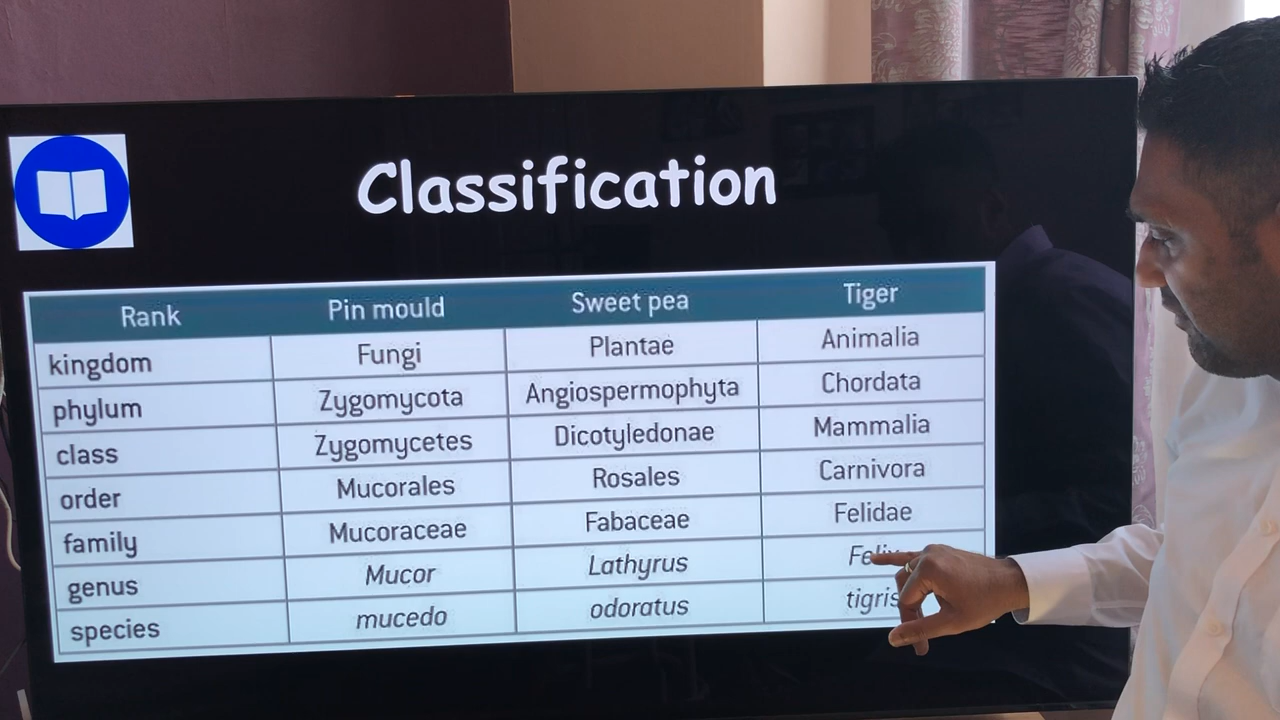 Classification
Rank Pin mould Sweet pea Tiger
kingdom Fungi Plantae Animalia
phylum Zygomycota Angiospermophyta Chordata
class Zygomycetes Dicotyledonae Mammalia
order Mucorales Rosales Carnivora
family Mucoraceae Fabaceae Felidae
genus Mucor Lathyrus
species mucedo odoratus tigris